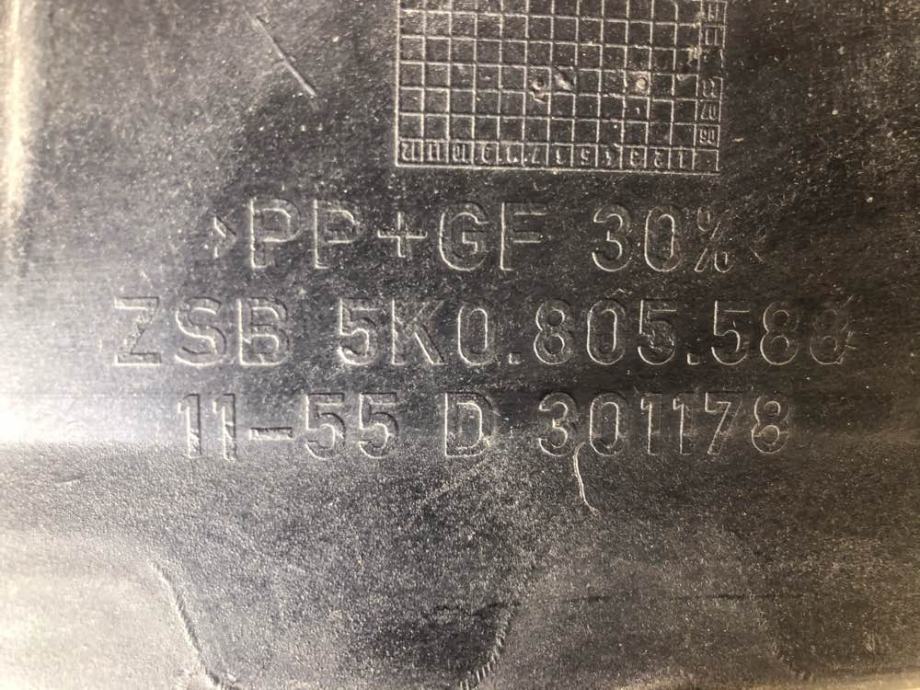 >PP+GF 30%<
ZSB 5K0.805.588
11-55 D 301178